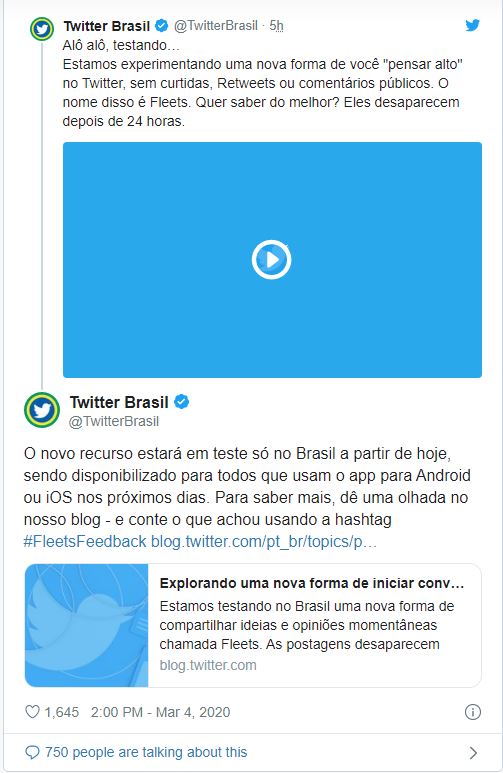 Twitter Brasil @TwitterBrasil · 5h
Alô alô, testando…
Estamos experimentando uma nova forma de você "pensar alto"
no Twitter, sem curtidas, Retweets ou comentários públicos. O
nome disso é Fleets. Quer saber do melhor? Eles desaparecem
depois de 24 horas.
Twitter Brasil
@TwitterBrasil
O novo recurso estará em teste só no Brasil a partir de hoje,
sendo disponibilizado para todos que usam o app para Android
ou iOS nos próximos dias. Para saber mais, dê uma olhada no
nosso blog - e conte o que achou usando a hashtag
#FleetsFeedback blog.twitter.com/pt_br/topics/p…
Explorando uma nova forma de iniciar conv…
Estamos testando no Brasil uma nova forma de
compartilhar ideias e opiniões momentâneas
chamada Fleets. As postagens desaparecem
blog.twitter.com
1,645 2:00 PM - Mar 4, 2020
750 people are talking about this